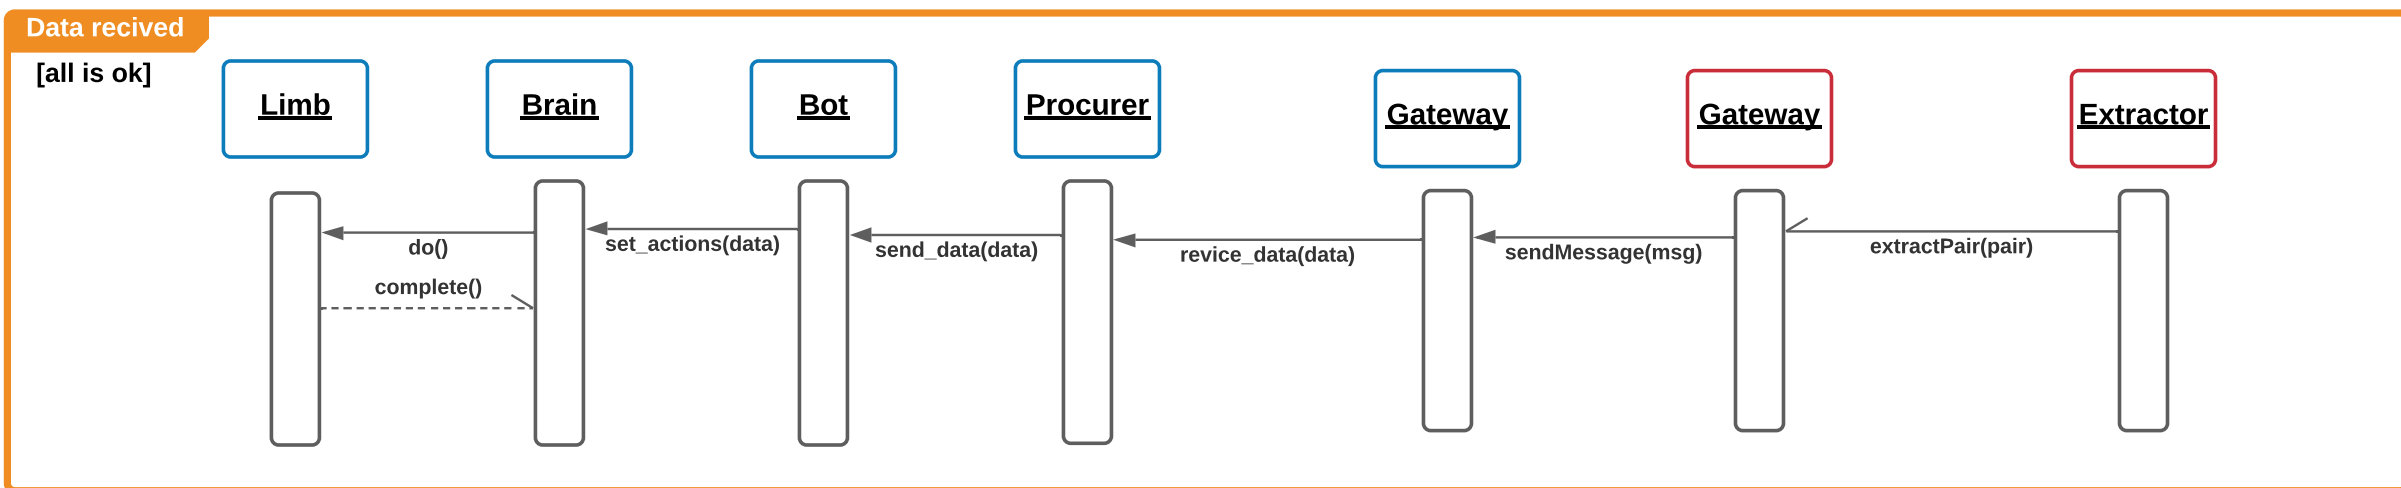 Data recived
[all is ok]
Limb
Brain
Bot
Procurer
Gateway
Gateway
Extractor
do()
set_actions(data)
send_data(data)
revice_data(data)
sendMessage(msg)
extractPair(pair)
complete()